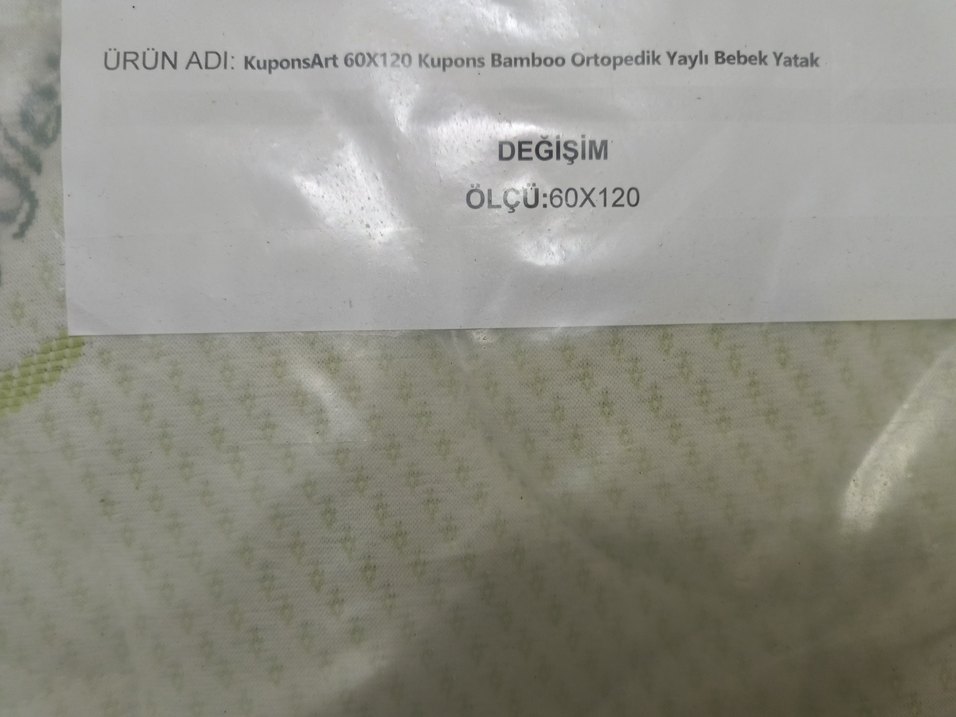 ÜRÜN ADI: KuponsArt 60X120 Kupons Bamboo Ortopedik Yaylı Bebek Yatak
DEĞİŞİM
ÖLÇÜ:60X120